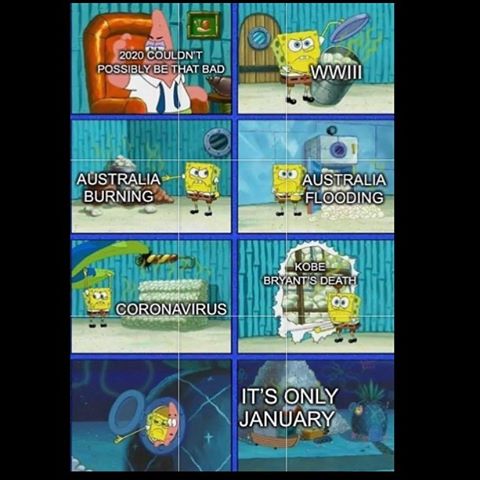 2020 COULDN'T
POSSIBLY BE THAT BAD
WWIII
AUSTRALIA
BURNING
AUSTRALIA
FLOODING
CORONAVIRUS
KOBE
BRYANT'S DEATH
IT'S ONLY
JANUARY